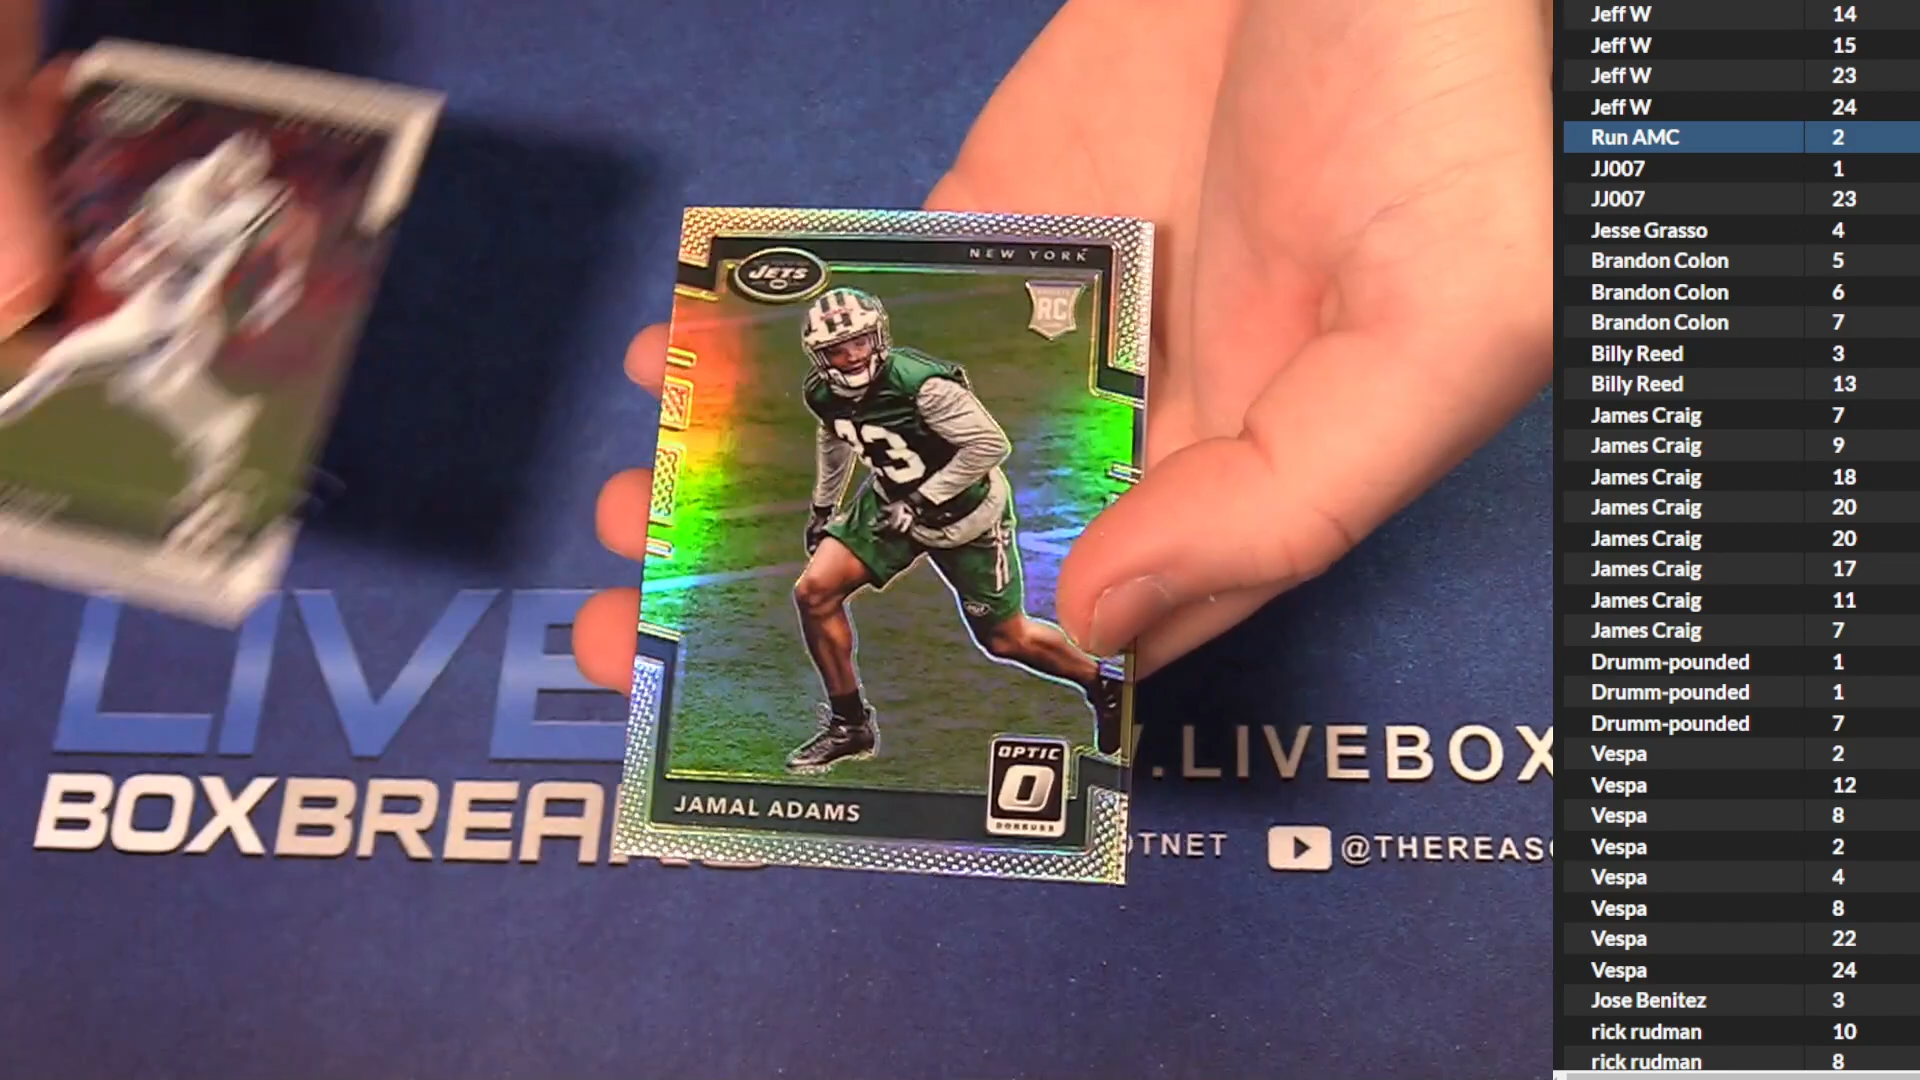 NEW YORK
JETS
RC
33
OPTIC
O
DONRUSS
JAMAL ADAMS
LIVE
BOXBREA
.LIVEBOX
OTNET
@THEREAS
Jeff W 14
Jeff W 15
Jeff W 23
Jeff W 24
Run AMC 2
JJ007 1
JJ007 23
Jesse Grasso 4
Brandon Colon 5
Brandon Colon 6
Brandon Colon 7
Billy Reed 3
Billy Reed 13
James Craig 7
James Craig 9
James Craig 18
James Craig 20
James Craig 20
James Craig 17
James Craig 11
James Craig 7
Drumm-pounded 1
Drumm-pounded 1
Drumm-pounded 7
Vespa 2
Vespa 12
Vespa 8
Vespa 2
Vespa 4
Vespa 8
Vespa 22
Vespa 24
Jose Benitez 3
rick rudman 10
rick rudman 8